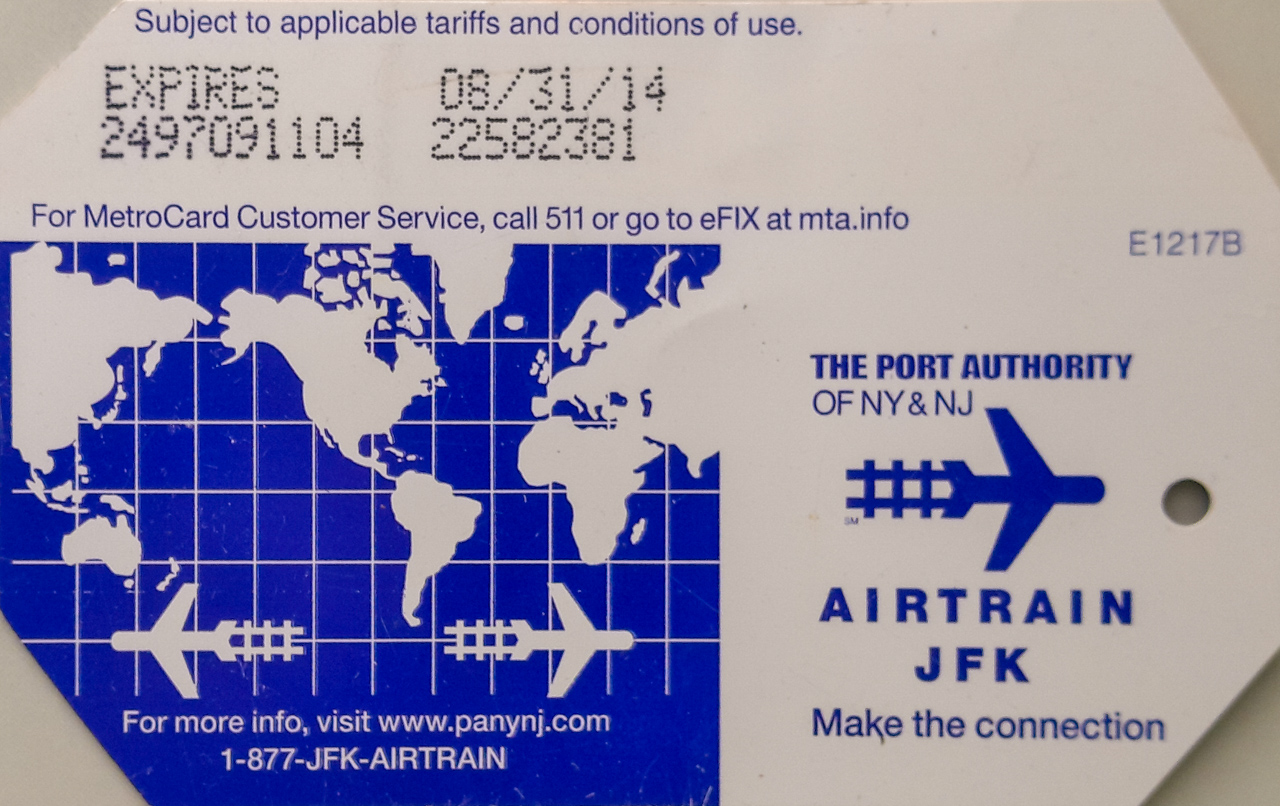 Subject to applicable tariffs and conditions of use.
EXPIRES 08/31/14
2497091104 22582381
For MetroCard Customer Service, call 511 or go to eFIX at mta.info
E1217B
THE PORT AUTHORITY
OF NY & NJ
SM
AIRTRAIN
JFK
Make the connection
For more info, visit www.panynj.com
1-877-JFK-AIRTRAIN